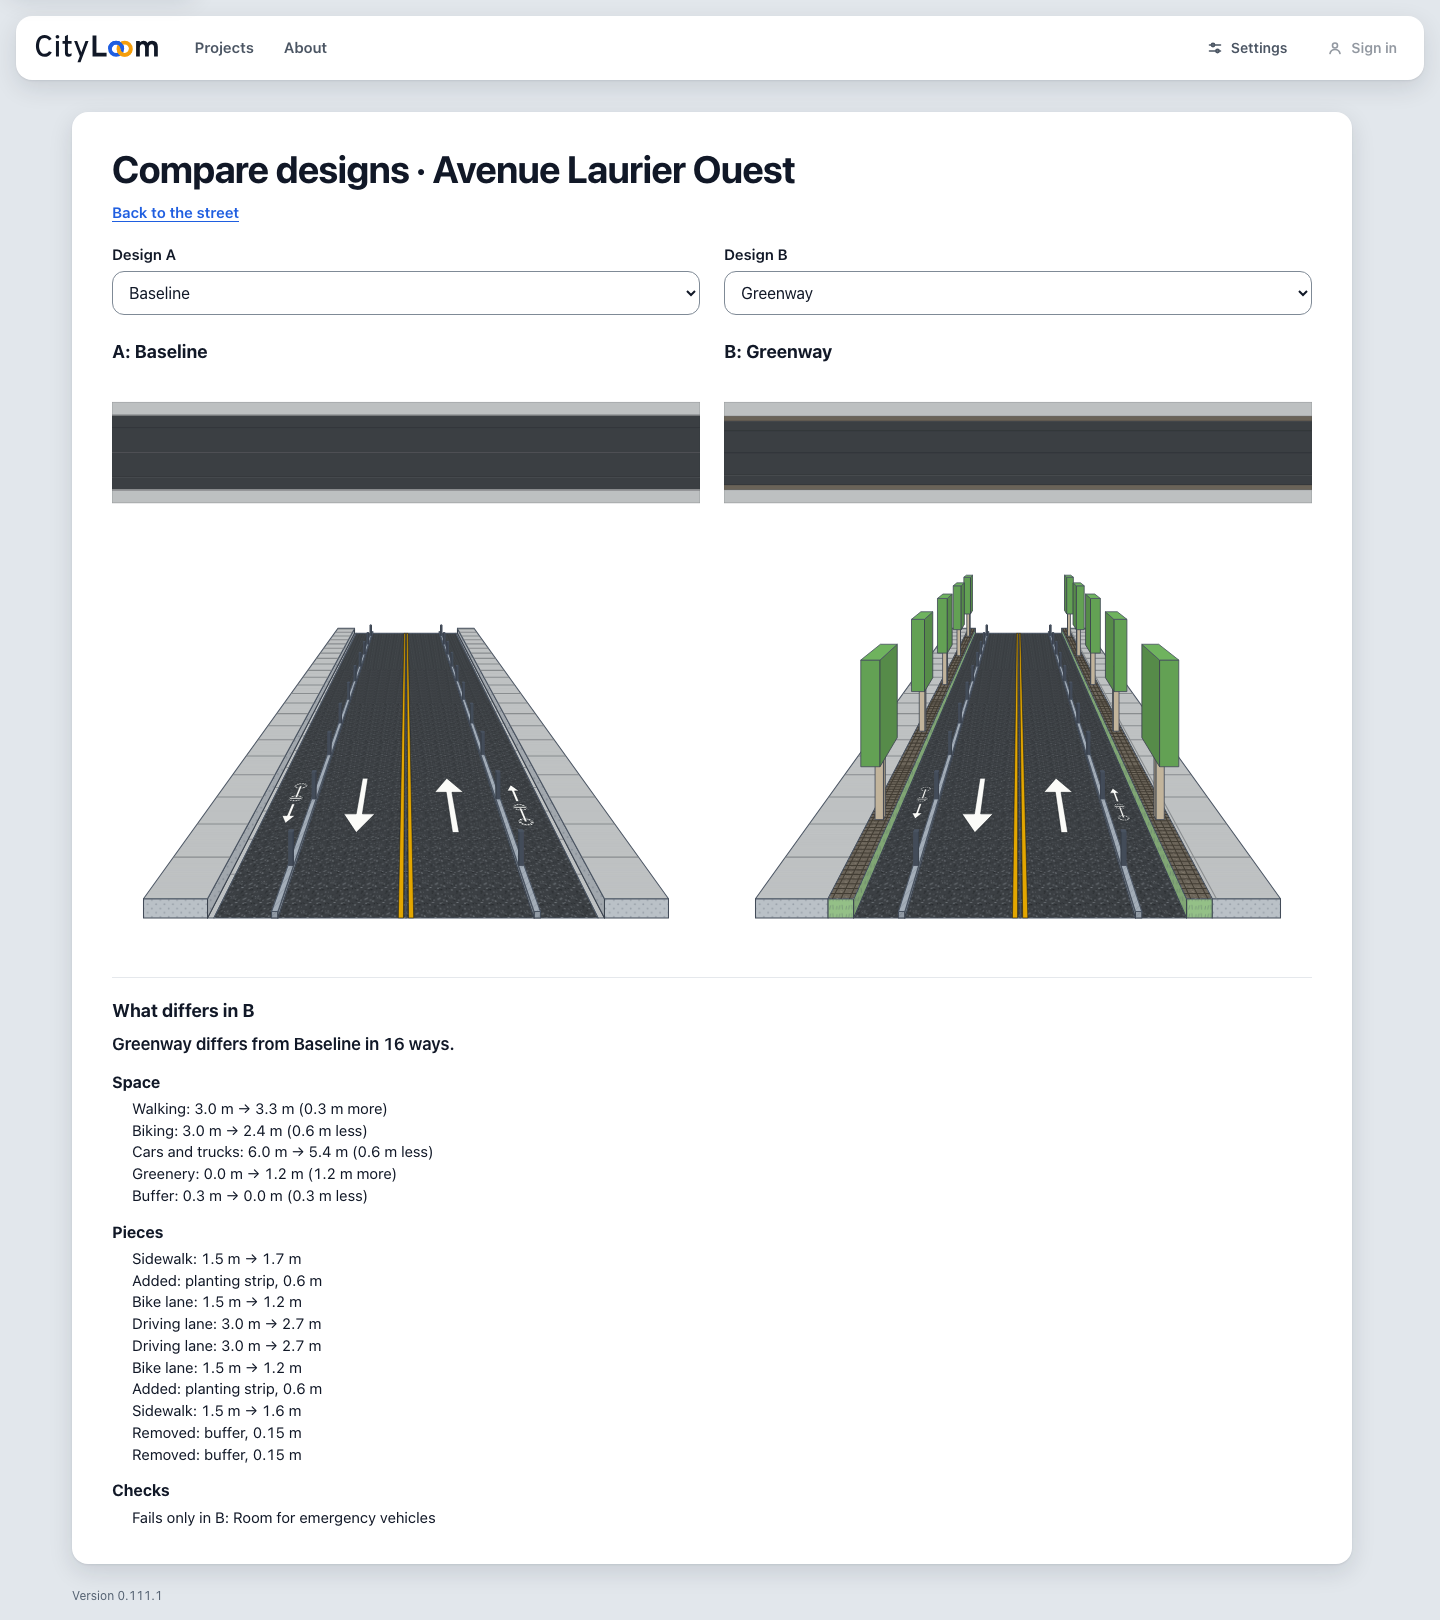 CityLoom
Projects
About
Settings
Sign in
Compare designs · Avenue Laurier Ouest
Back to the street
Design A
Design B
Baseline
Greenway
A: Baseline
B: Greenway
What differs in B
Greenway differs from Baseline in 16 ways.
Space
Walking: 3.0 m → 3.3 m (0.3 m more)
Biking: 3.0 m → 2.4 m (0.6 m less)
Cars and trucks: 6.0 m → 5.4 m (0.6 m less)
Greenery: 0.0 m → 1.2 m (1.2 m more)
Buffer: 0.3 m → 0.0 m (0.3 m less)
Pieces
Sidewalk: 1.5 m → 1.7 m
Added: planting strip, 0.6 m
Bike lane: 1.5 m → 1.2 m
Driving lane: 3.0 m → 2.7 m
Driving lane: 3.0 m → 2.7 m
Bike lane: 1.5 m → 1.2 m
Added: planting strip, 0.6 m
Sidewalk: 1.5 m → 1.6 m
Removed: buffer, 0.15 m
Removed: buffer, 0.15 m
Checks
Fails only in B: Room for emergency vehicles
Version 0.111.1